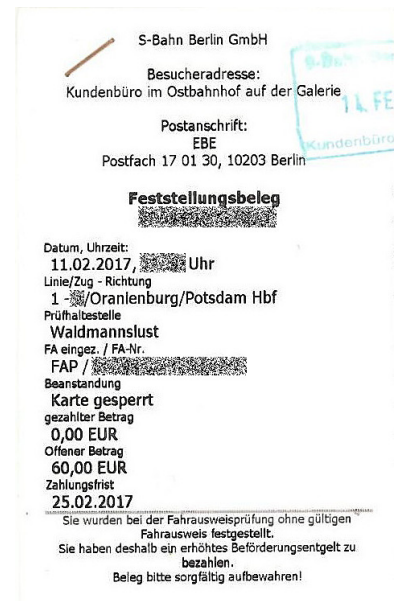 S-Bahn Berlin GmbH
Besucheradresse:
Kundenbüro im Ostbahnhof auf der Galerie
14. FE
Kundenbüro
Postanschrift:
EBE
Postfach 17 01 30, 10203 Berlin
Feststellungsbeleg
Datum, Uhrzeit:
11.02.2017, Uhr
Linie/Zug - Richtung
1 - /Oranienburg/Potsdam Hbf
Prüfhaltestelle
Waldmannslust
FA eingez. / FA-Nr.
FAP /
Beanstandung
Karte gesperrt
gezahlter Betrag
0,00 EUR
Offener Betrag
60,00 EUR
Zahlungsfrist
25.02.2017
Sie wurden bei der Fahrausweisprüfung ohne gültigen
Fahrausweis festgestellt.
Sie haben deshalb ein erhöhtes Beförderungsentgelt zu
bezahlen.
Beleg bitte sorgfältig aufbewahren!